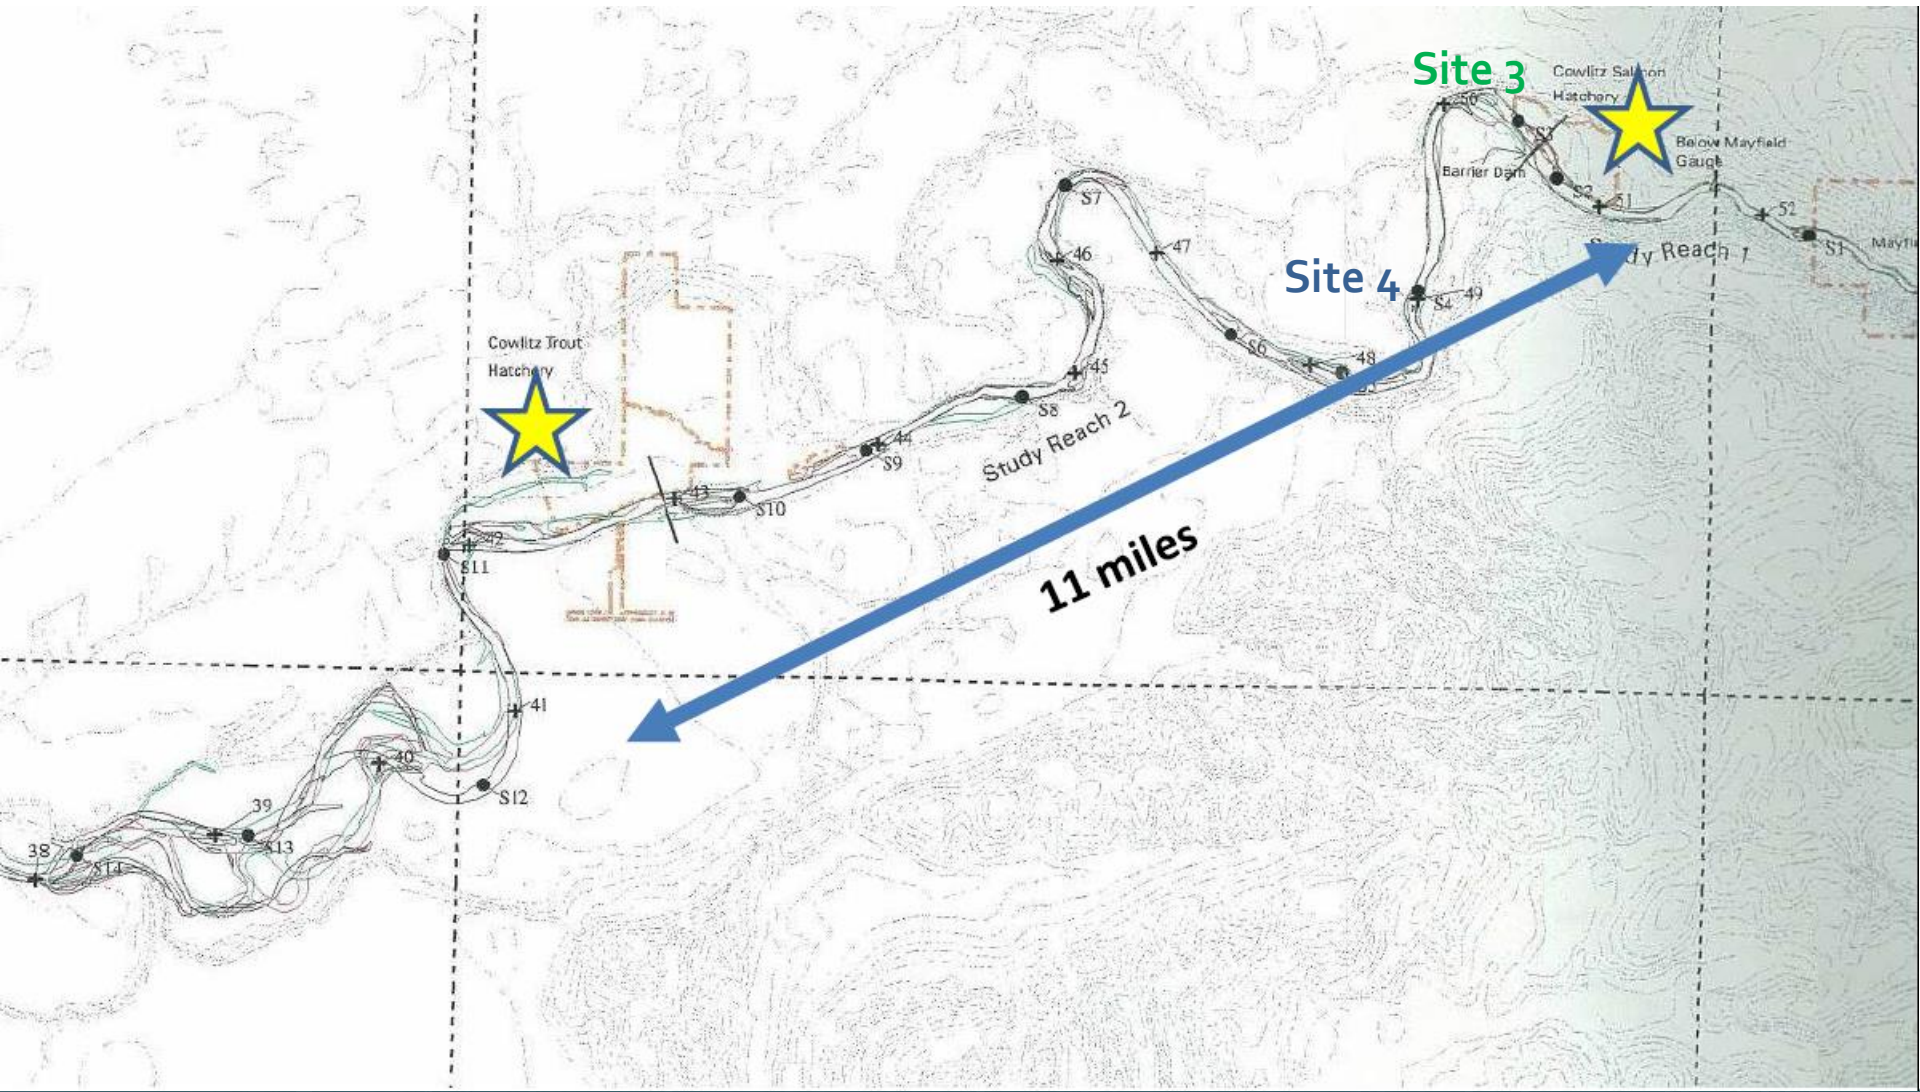 Site 3
Cowlitz Salmon
Hatchery
50
S3
Barrier Dam
Below Mayfield
Gauge
S2
51
52
S1
Study Reach 1
S7
46
47
Site 4
S4
49
S6
48
45
S8
Study Reach 2
Cowlitz Trout
Hatchery
44
S9
43
S10
42
S11
11 miles
41
40
S12
39
S13
38
S14